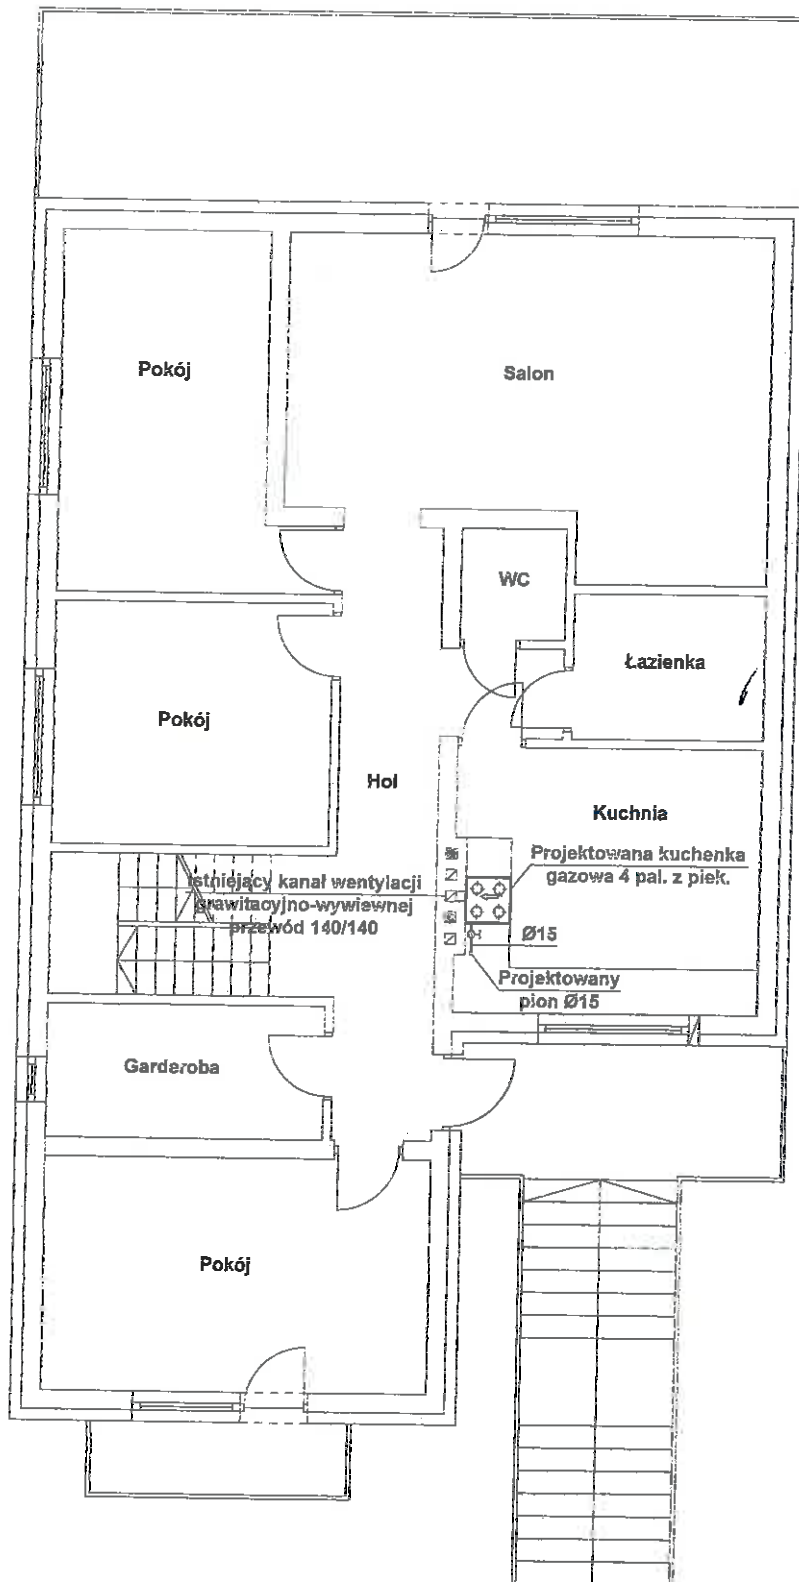 Pokój
Salon
WC
Łazienka
Pokój
Hol
Kuchnia
Projektowana kuchenka
gazowa 4 pal. z piek.
Istniejący kanał wentylacji
grawitacyjno-wywiewnej
przewód 140/140
Ø15
Projektowany
pion Ø15
Garderoba
Pokój